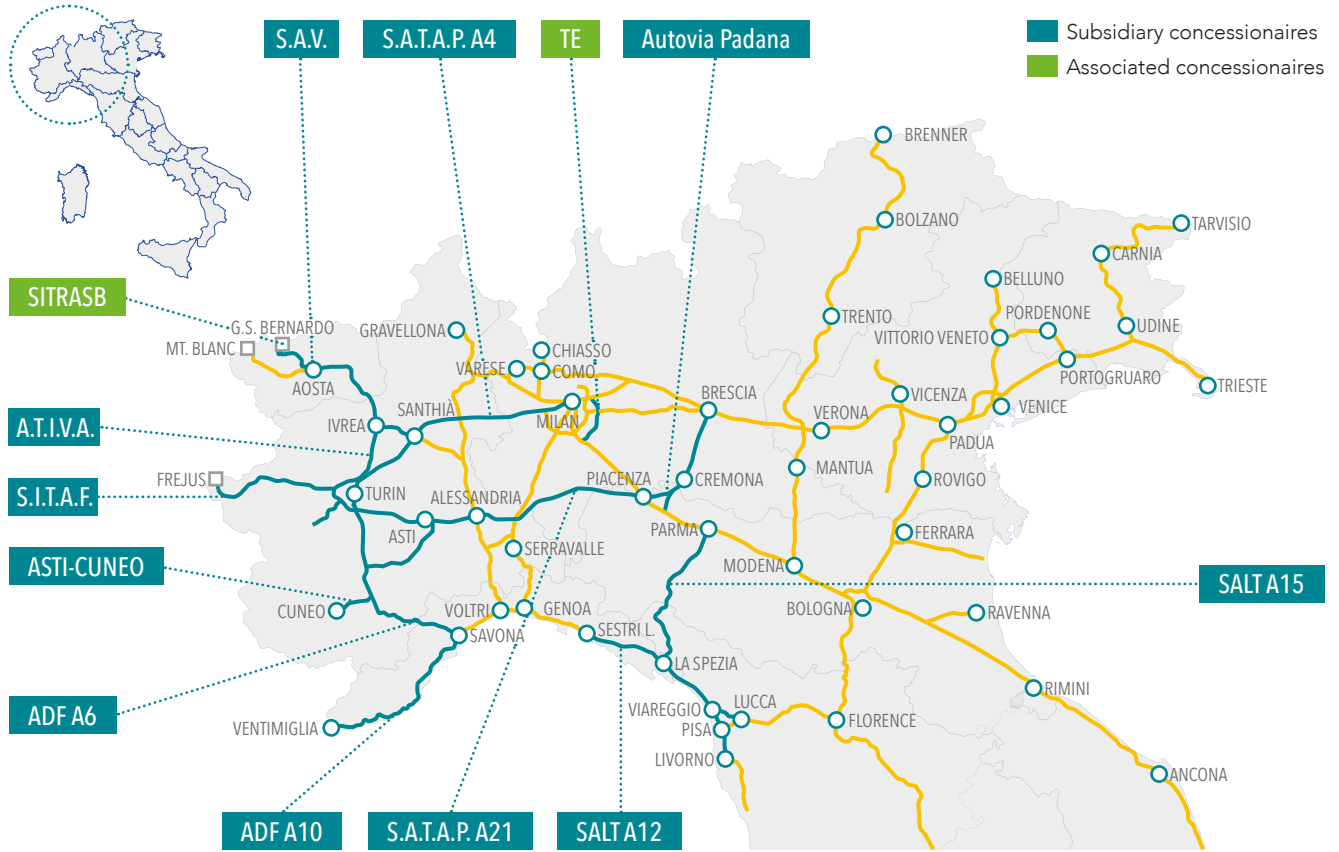 S.A.V.
S.A.T.A.P. A4
TE
Autovia Padana
Subsidiary concessionaires
Associated concessionaires
BRENNER
BOLZANO
TARVISIO
CARNIA
BELLUNO
SITRASB
PORDENONE
G.S. BERNARDO
GRAVELLONA
TRENTO
UDINE
MT. BLANC
VITTORIO VENETO
CHIASSO
VARESE
COMO
PORTOGRUARO
AOSTA
TRIESTE
BRESCIA
VICENZA
SANTHIÀ
VENICE
A.T.I.V.A.
IVREA
MILAN
VERONA
PADUA
MANTUA
FREJUS
PIACENZA
CREMONA
ROVIGO
S.I.T.A.F.
TURIN
ALESSANDRIA
PARMA
FERRARA
ASTI
SERRAVALLE
ASTI-CUNEO
MODENA
SALT A15
CUNEO
VOLTRI
GENOA
BOLOGNA
RAVENNA
SAVONA
SESTRI L.
LA SPEZIA
RIMINI
ADF A6
VIAREGGIO
LUCCA
VENTIMIGLIA
PISA
FLORENCE
LIVORNO
ANCONA
ADF A10
S.A.T.A.P. A21
SALT A12